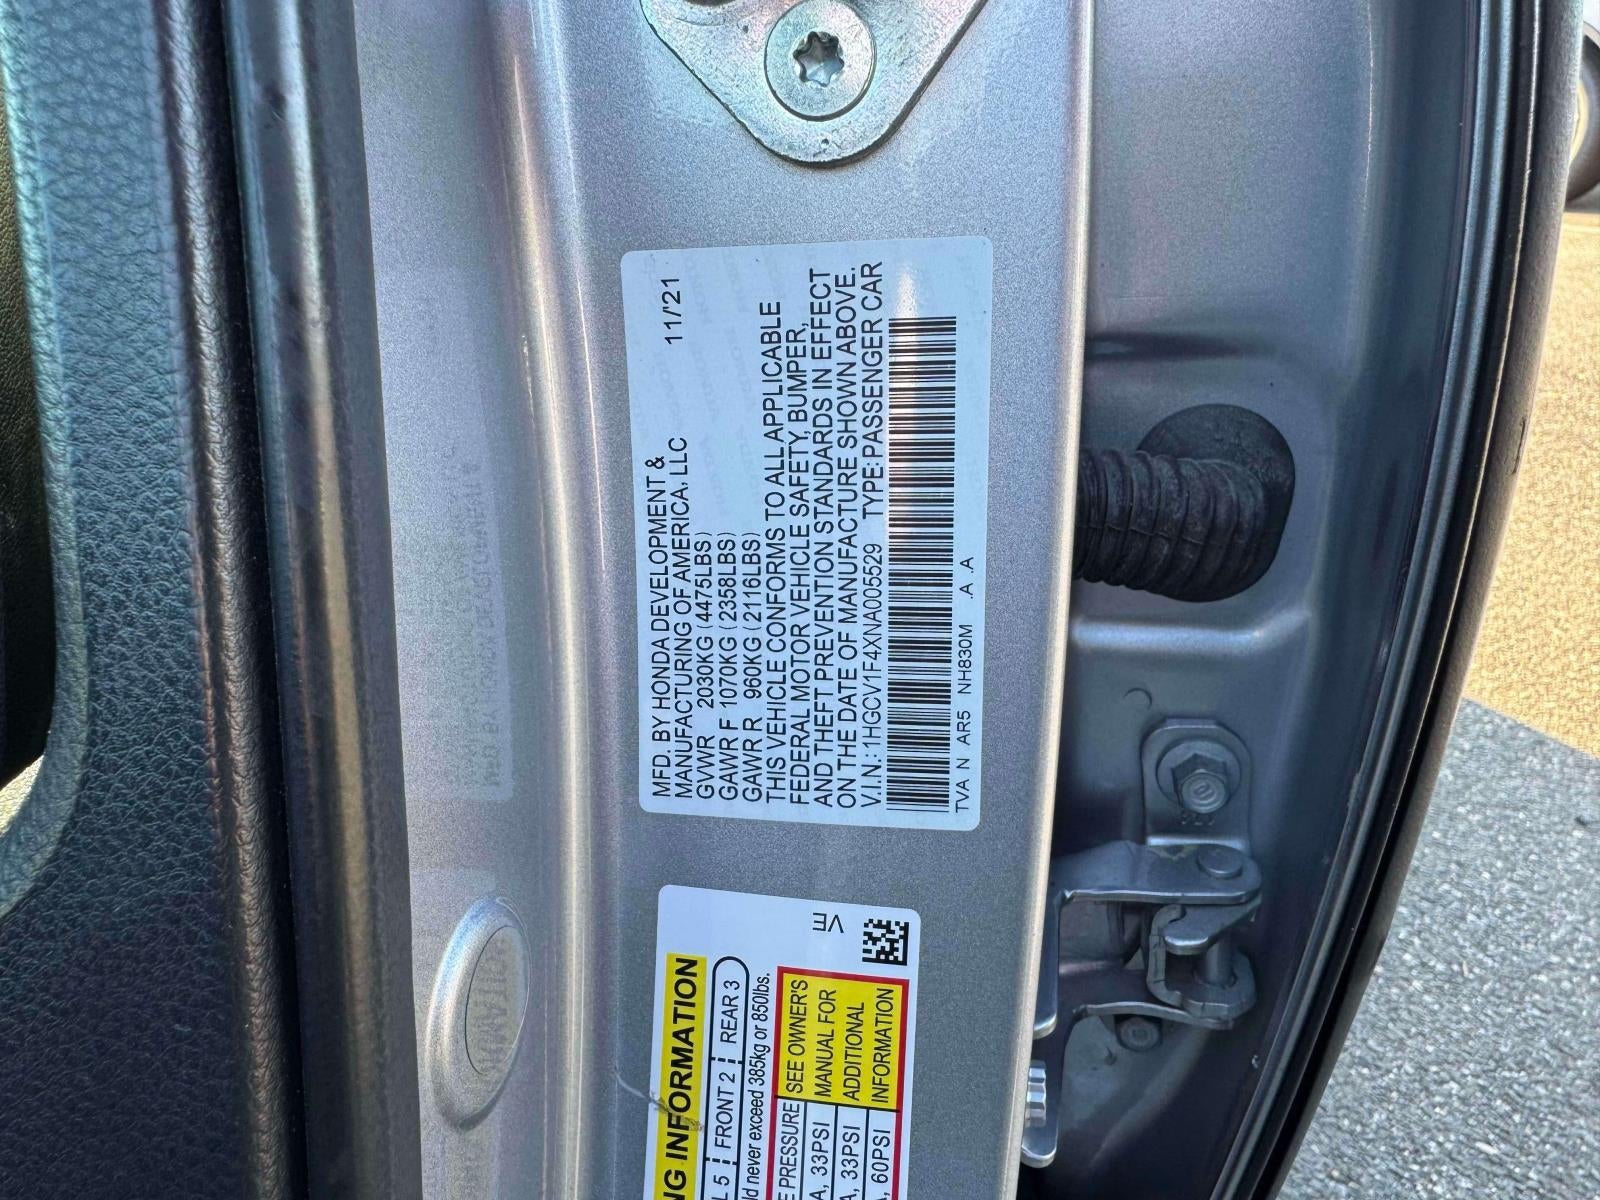 MFD. BY HONDA DEVELOPMENT &
MANUFACTURING OF AMERICA, LLC 11/'21
GVWR 2030KG (4475LBS)
GAWR F 1070KG (2358LBS)
GAWR R 960KG (2116LBS)
THIS VEHICLE CONFORMS TO ALL APPLICABLE
FEDERAL MOTOR VEHICLE SAFETY, BUMPER,
AND THEFT PREVENTION STANDARDS IN EFFECT
ON THE DATE OF MANUFACTURE SHOWN ABOVE.
V.I.N.: 1HGCV1F4XNA005529 TYPE: PASSENGER CAR
TVA N AR5 NH830M .A .A
VE
INFORMATION
5 FRONT 2 REAR 3
never exceed 385kg or 850lbs.
PRESSURE SEE OWNER'S
33PSI MANUAL FOR
33PSI ADDITIONAL
60PSI INFORMATION